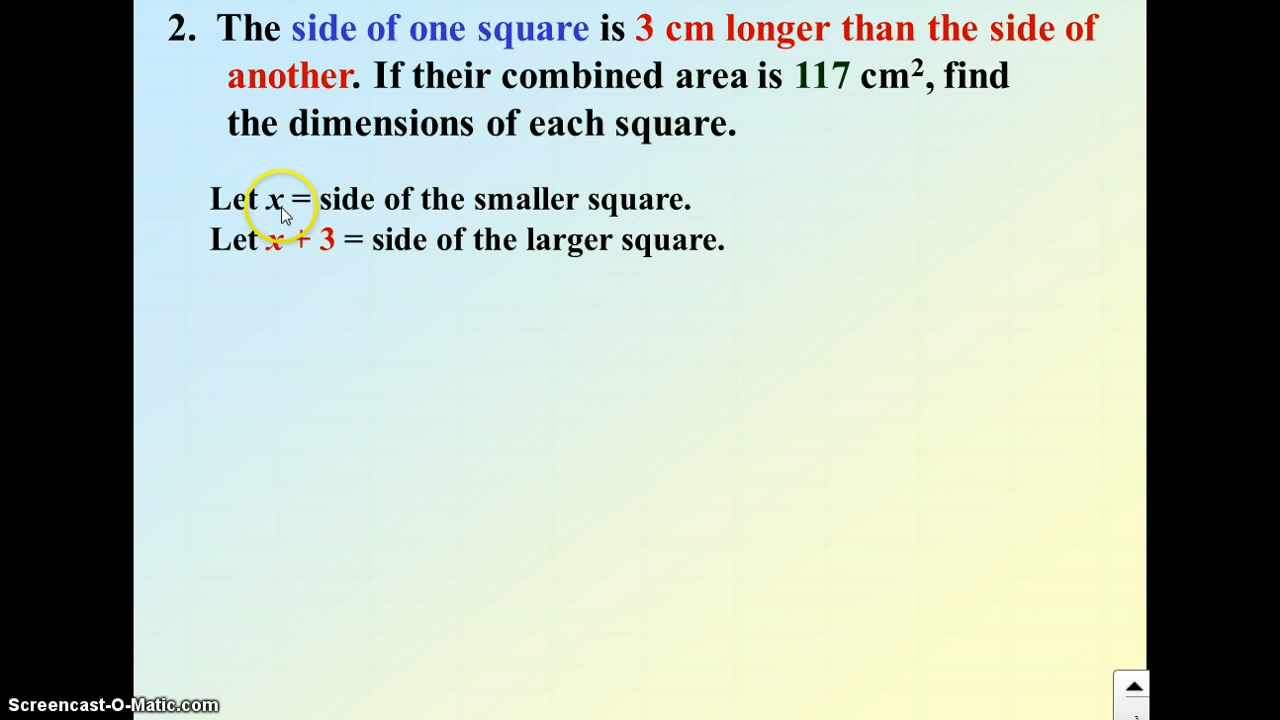 2. The side of one square is 3 cm longer than the side of
another. If their combined area is 117 cm², find
the dimensions of each square.
Let x = side of the smaller square.
Let x + 3 = side of the larger square.
Screencast-O-Matic.com